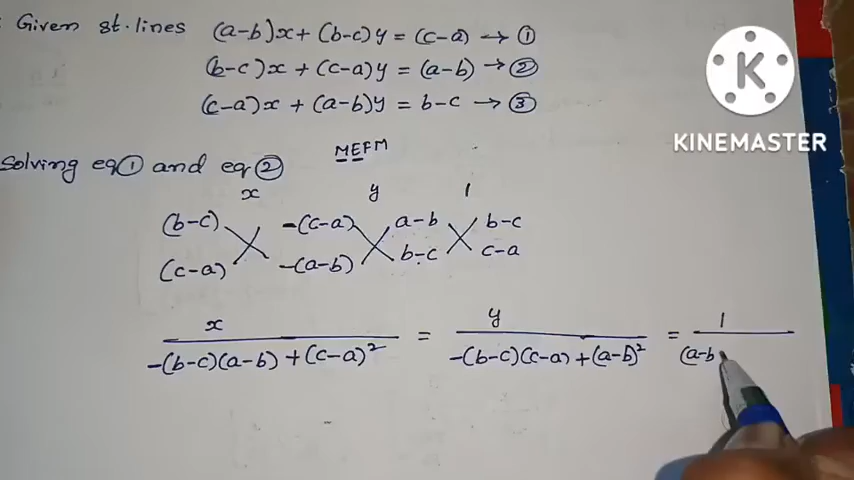 : Given st. lines (a-b)x + (b-c)y = (c-a) → ①
(b-c)x + (c-a)y = (a-b) → ②
(c-a)x + (a-b)y = b-c → ③
K
KINEMASTER
MEFM
Solving eq ① and eq ②
x y 1
(b-c) -(c-a) a-b b-c
(c-a) -(a-b) b-c c-a
x = y = 1
-(b-c)(a-b) + (c-a)² -(b-c)(c-a) + (a-b)² (a-b